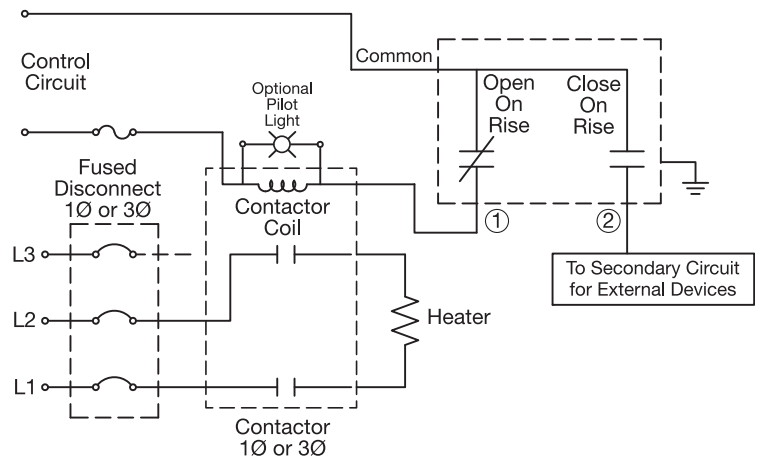 Control
Circuit
Common
Optional
Pilot
Light
Open
On
Rise
Close
On
Rise
Fused
Disconnect
1Ø or 3Ø
Contactor
Coil
①
②
L3
L2
L1
Heater
To Secondary Circuit
for External Devices
Contactor
1Ø or 3Ø